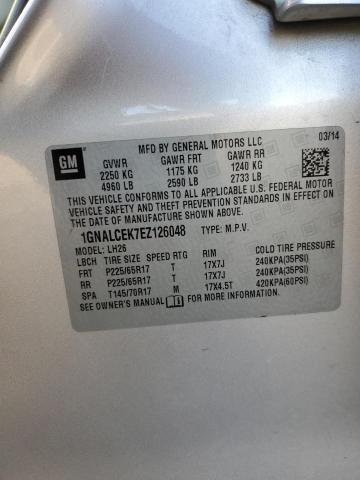 MFD BY GENERAL MOTORS LLC 03/14
GM GVWR GAWR FRT GAWR RR
2250 KG 1175 KG 1240 KG
4960 LB 2590 LB 2733 LB
THIS VEHICLE CONFORMS TO ALL APPLICABLE U.S. FEDERAL MOTOR
VEHICLE SAFETY, BUMPER, AND THEFT PREVENTION STANDARDS IN EFFECT ON
THE DATE OF MANUFACTURE SHOWN ABOVE.
1GNALCEK7EZ126048 TYPE: M.P.V.
MODEL: LH26
LBCH TIRE SIZE SPEED RTG RIM COLD TIRE PRESSURE
FRT P225/65R17 T 17X7J 240KPA(35PSI)
RR P225/65R17 T 17X7J 240KPA(35PSI)
SPA T145/70R17 M 17X4.5T 420KPA(60PSI)
SEE OWNER'S MANUAL FOR MORE INFORMATION.